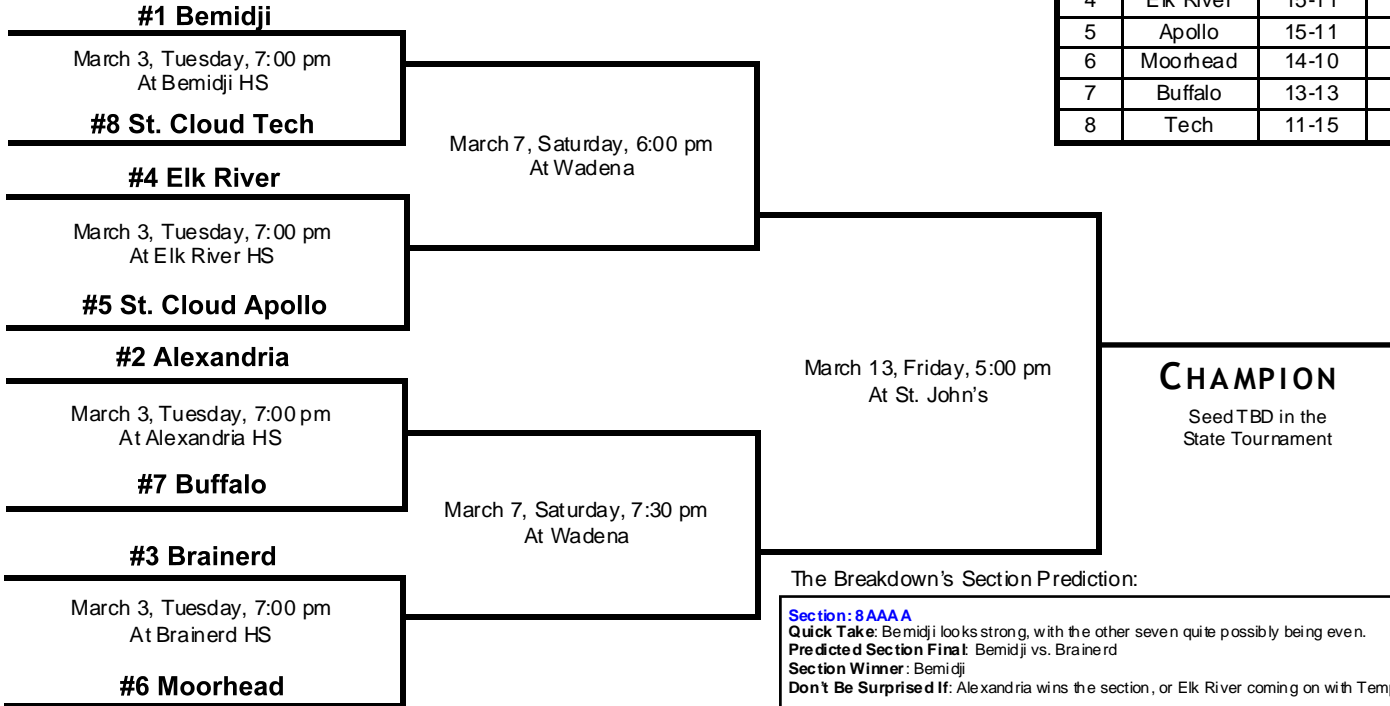 #1 Bemidji
March 3, Tuesday, 7:00 pm
At Bemidji HS
#8 St. Cloud Tech
#4 Elk River
March 3, Tuesday, 7:00 pm
At Elk River HS
#5 St. Cloud Apollo
#2 Alexandria
March 3, Tuesday, 7:00 pm
At Alexandria HS
#7 Buffalo
#3 Brainerd
March 3, Tuesday, 7:00 pm
At Brainerd HS
#6 Moorhead
March 7, Saturday, 6:00 pm
At Wadena
March 7, Saturday, 7:30 pm
At Wadena
March 13, Friday, 5:00 pm
At St. John's
4 Elk River 15-11
5 Apollo 15-11
6 Moorhead 14-10
7 Buffalo 13-13
8 Tech 11-15
CHAMPION
Seed TBD in the
State Tournament
The Breakdown's Section Prediction:
Section: 8AAAA
Quick Take: Bemidji looks strong, with the other seven quite possibly being even.
Predicted Section Final: Bemidji vs. Brainerd
Section Winner: Bemidji
Don't Be Surprised If: Alexandria wins the section, or Elk River coming on with